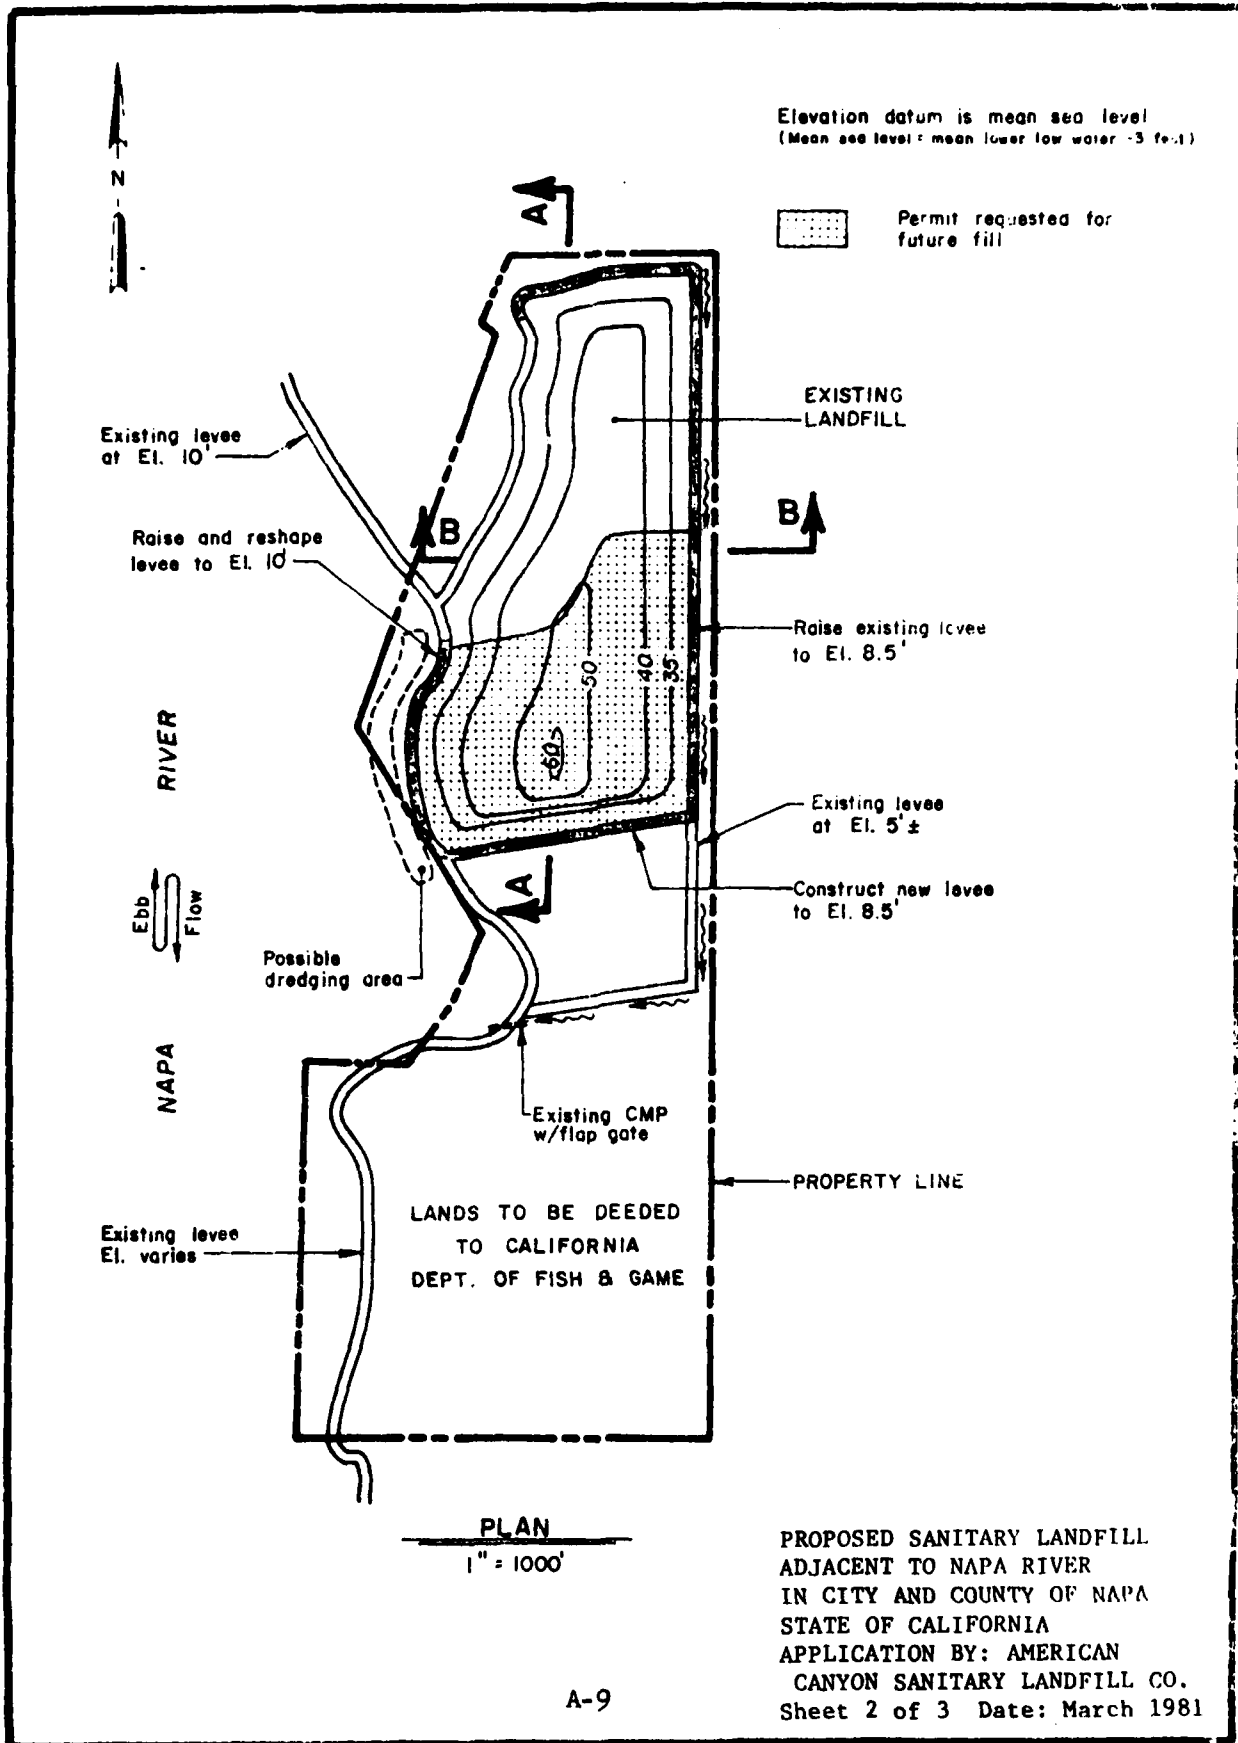 N
Elevation datum is mean sea level
(Mean sea level = mean lower low water -3 feet)
Permit requested for
future fill
A
EXISTING
LANDFILL
Existing levee
at El. 10'
B
B
Raise and reshape
levee to El. 10'
Raise existing levee
to El. 8.5'
50
40
35
60
NAPA RIVER
Existing levee
at El. 5'±
A
Construct new levee
to El. 8.5'
Ebb
Flow
Possible
dredging area
Existing CMP
w/flap gate
PROPERTY LINE
LANDS TO BE DEEDED
TO CALIFORNIA
DEPT. OF FISH & GAME
Existing levee
El. varies
PLAN
1" = 1000'
PROPOSED SANITARY LANDFILL
ADJACENT TO NAPA RIVER
IN CITY AND COUNTY OF NAPA
STATE OF CALIFORNIA
APPLICATION BY: AMERICAN
CANYON SANITARY LANDFILL CO.
Sheet 2 of 3 Date: March 1981
A-9